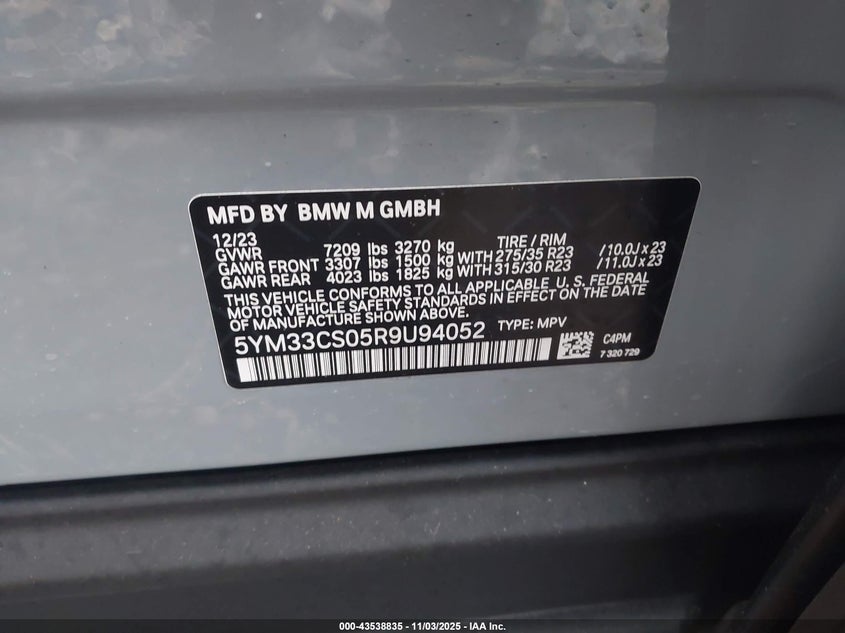 MFD BY BMW M GMBH
12/23
GVWR 7209 lbs 3270 kg TIRE / RIM
GAWR FRONT 3307 lbs 1500 kg WITH 275/35 R23 /10.0J x 23
GAWR REAR 4023 lbs 1825 kg WITH 315/30 R23 /11.0J x 23
THIS VEHICLE CONFORMS TO ALL APPLICABLE U. S. FEDERAL
MOTOR VEHICLE SAFETY STANDARDS IN EFFECT ON THE DATE
OF MANUFACTURE SHOWN ABOVE.
5YM33CS05R9U94052 TYPE: MPV
C4PM
7 320 729
000-43538835 - 11/03/2025 - IAA Inc.